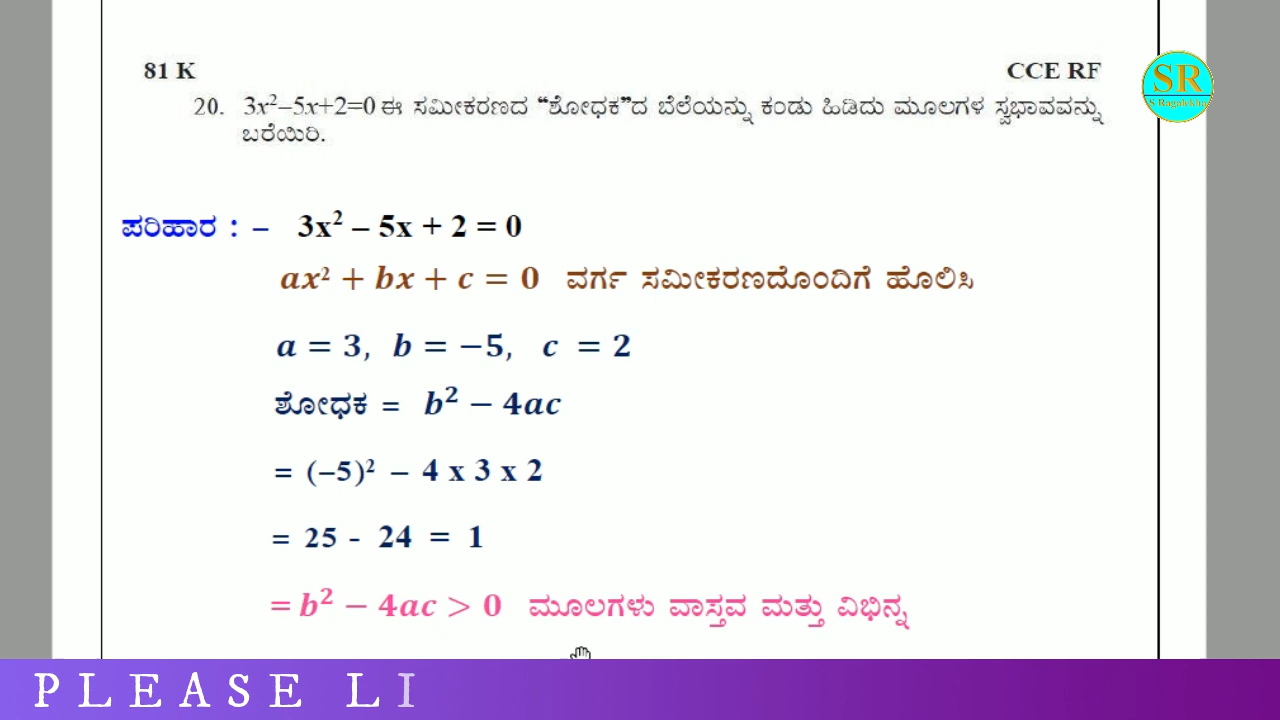 81 K CCE RF
SR
S Ragalekha
20. 3x²–5x+2=0 ಈ ಸಮೀಕರಣದ “ಶೋಧಕ”ದ ಬೆಲೆಯನ್ನು ಕಂಡು ಹಿಡಿದು ಮೂಲಗಳ ಸ್ವಭಾವವನ್ನು
ಬರೆಯಿರಿ.
ಪರಿಹಾರ : – 3x² – 5x + 2 = 0
ax² + bx + c = 0 ವರ್ಗ ಸಮೀಕರಣದೊಂದಿಗೆ ಹೊಲಿಸಿ
a = 3, b = −5, c = 2
ಶೋಧಕ = b² − 4ac
= (–5)² – 4 x 3 x 2
= 25 - 24 = 1
= b² − 4ac > 0 ಮೂಲಗಳು ವಾಸ್ತವ ಮತ್ತು ವಿಭಿನ್ನ
PLEASE LI